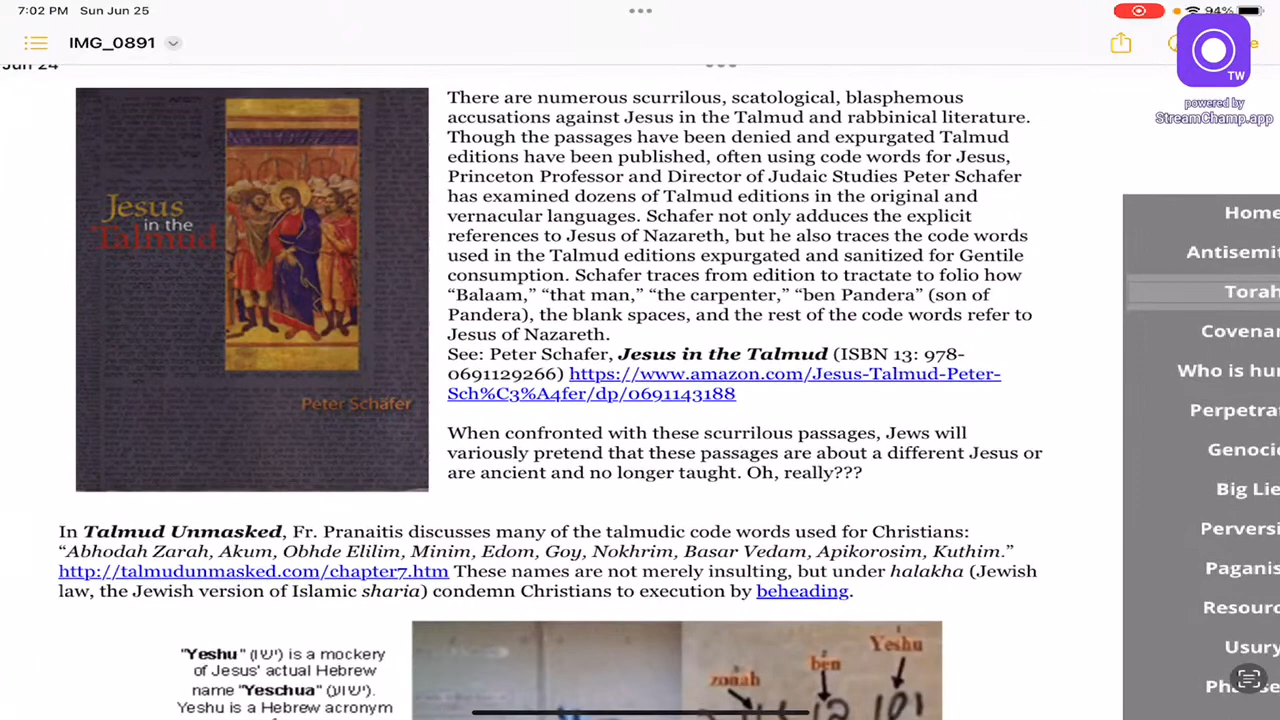 7:02 PM Sun Jun 25
94%
IMG_0891
TW
powered by
StreamChamp.app
Jun 24
Jesus
in the
Talmud
Peter Schäfer
There are numerous scurrilous, scatological, blasphemous
accusations against Jesus in the Talmud and rabbinical literature.
Though the passages have been denied and expurgated Talmud
editions have been published, often using code words for Jesus,
Princeton Professor and Director of Judaic Studies Peter Schafer
has examined dozens of Talmud editions in the original and
vernacular languages. Schafer not only adduces the explicit
references to Jesus of Nazareth, but he also traces the code words
used in the Talmud editions expurgated and sanitized for Gentile
consumption. Schafer traces from edition to tractate to folio how
“Balaam,” “that man,” “the carpenter,” “ben Pandera” (son of
Pandera), the blank spaces, and the rest of the code words refer to
Jesus of Nazareth.
See: Peter Schafer, Jesus in the Talmud (ISBN 13: 978-
0691129266) https://www.amazon.com/Jesus-Talmud-Peter-
Sch%C3%A4fer/dp/0691143188
When confronted with these scurrilous passages, Jews will
variously pretend that these passages are about a different Jesus or
are ancient and no longer taught. Oh, really???
In Talmud Unmasked, Fr. Pranaitis discusses many of the talmudic code words used for Christians:
“Abhodah Zarah, Akum, Obhde Elilim, Minim, Edom, Goy, Nokhrim, Basar Vedam, Apikorosim, Kuthim.”
http://talmudunmasked.com/chapter7.htm These names are not merely insulting, but under halakha (Jewish
law, the Jewish version of Islamic sharia) condemn Christians to execution by beheading.
"Yeshu" (ישו) is a mockery
of Jesus' actual Hebrew
name "Yeschua" (ישוע).
Yeshu is a Hebrew acronym
zonah
ben
Yeshu
3
2
1
Home
Antisemit
Torah
Covenan
Who is hu
Perpetra
Genoci
Big Lie
Perversi
Paganis
Resourc
Usury
Pha